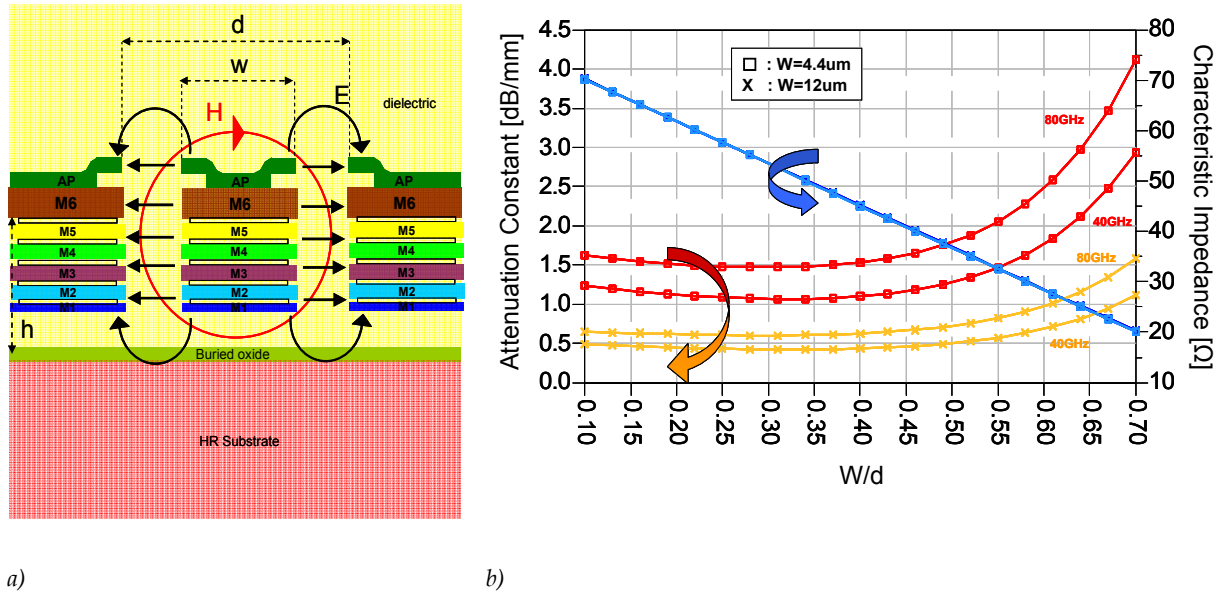 d
w
H
E
dielectric
AP
AP
AP
M6
M6
M6
M5
M5
M5
M4
M4
M4
M3
M3
M3
M2
M2
M2
M1
M1
M1
h
Buried oxide
HR Substrate
a)
Attenuation Constant [dB/mm]
4.5
4.0
3.5
3.0
2.5
2.0
1.5
1.0
0.5
0.0
: W=4.4um
X : W=12um
80GHz
40GHz
80GHz
40GHz
80
70
60
50
40
30
20
10
Characteristic Impedance [Ω]
0.10
0.15
0.20
0.25
0.30
0.35
0.40
0.45
0.50
0.55
0.60
0.65
0.70
W/d
b)